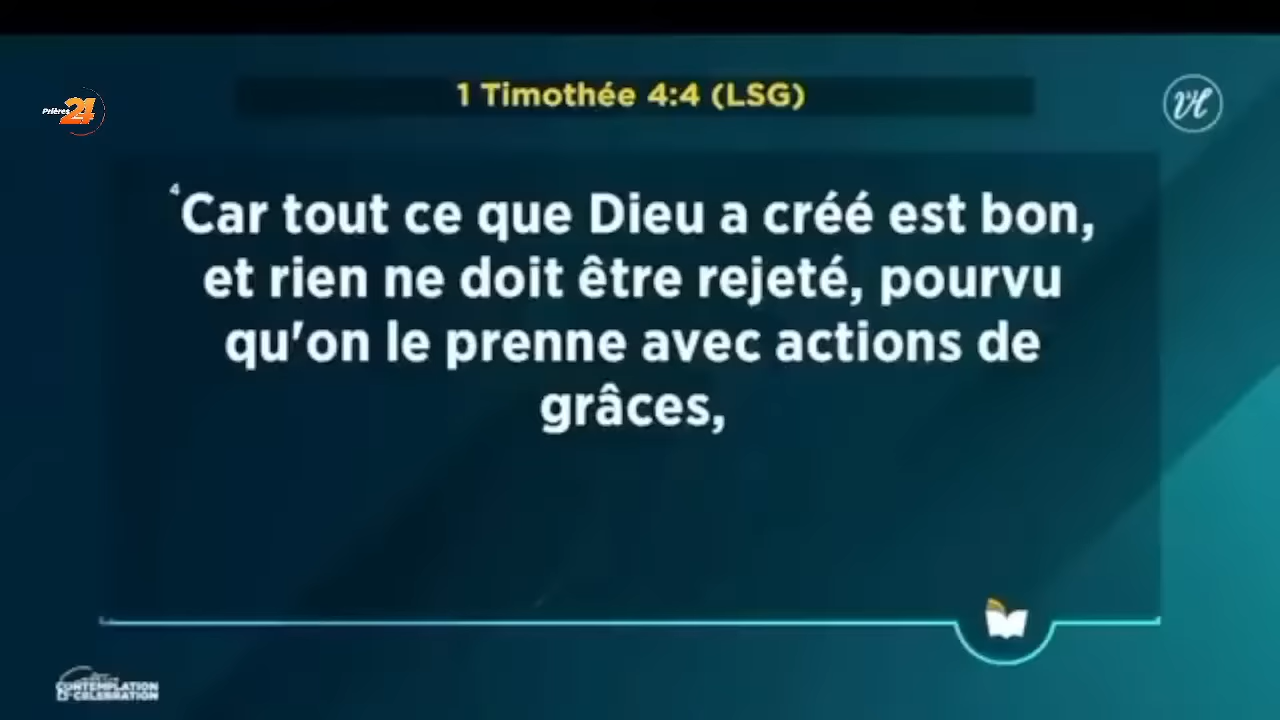 1 Timothée 4:4 (LSG)
Prières 24
4 Car tout ce que Dieu a créé est bon,
et rien ne doit être rejeté, pourvu
qu'on le prenne avec actions de
grâces,
CONTEMPLATION
& CELEBRATION